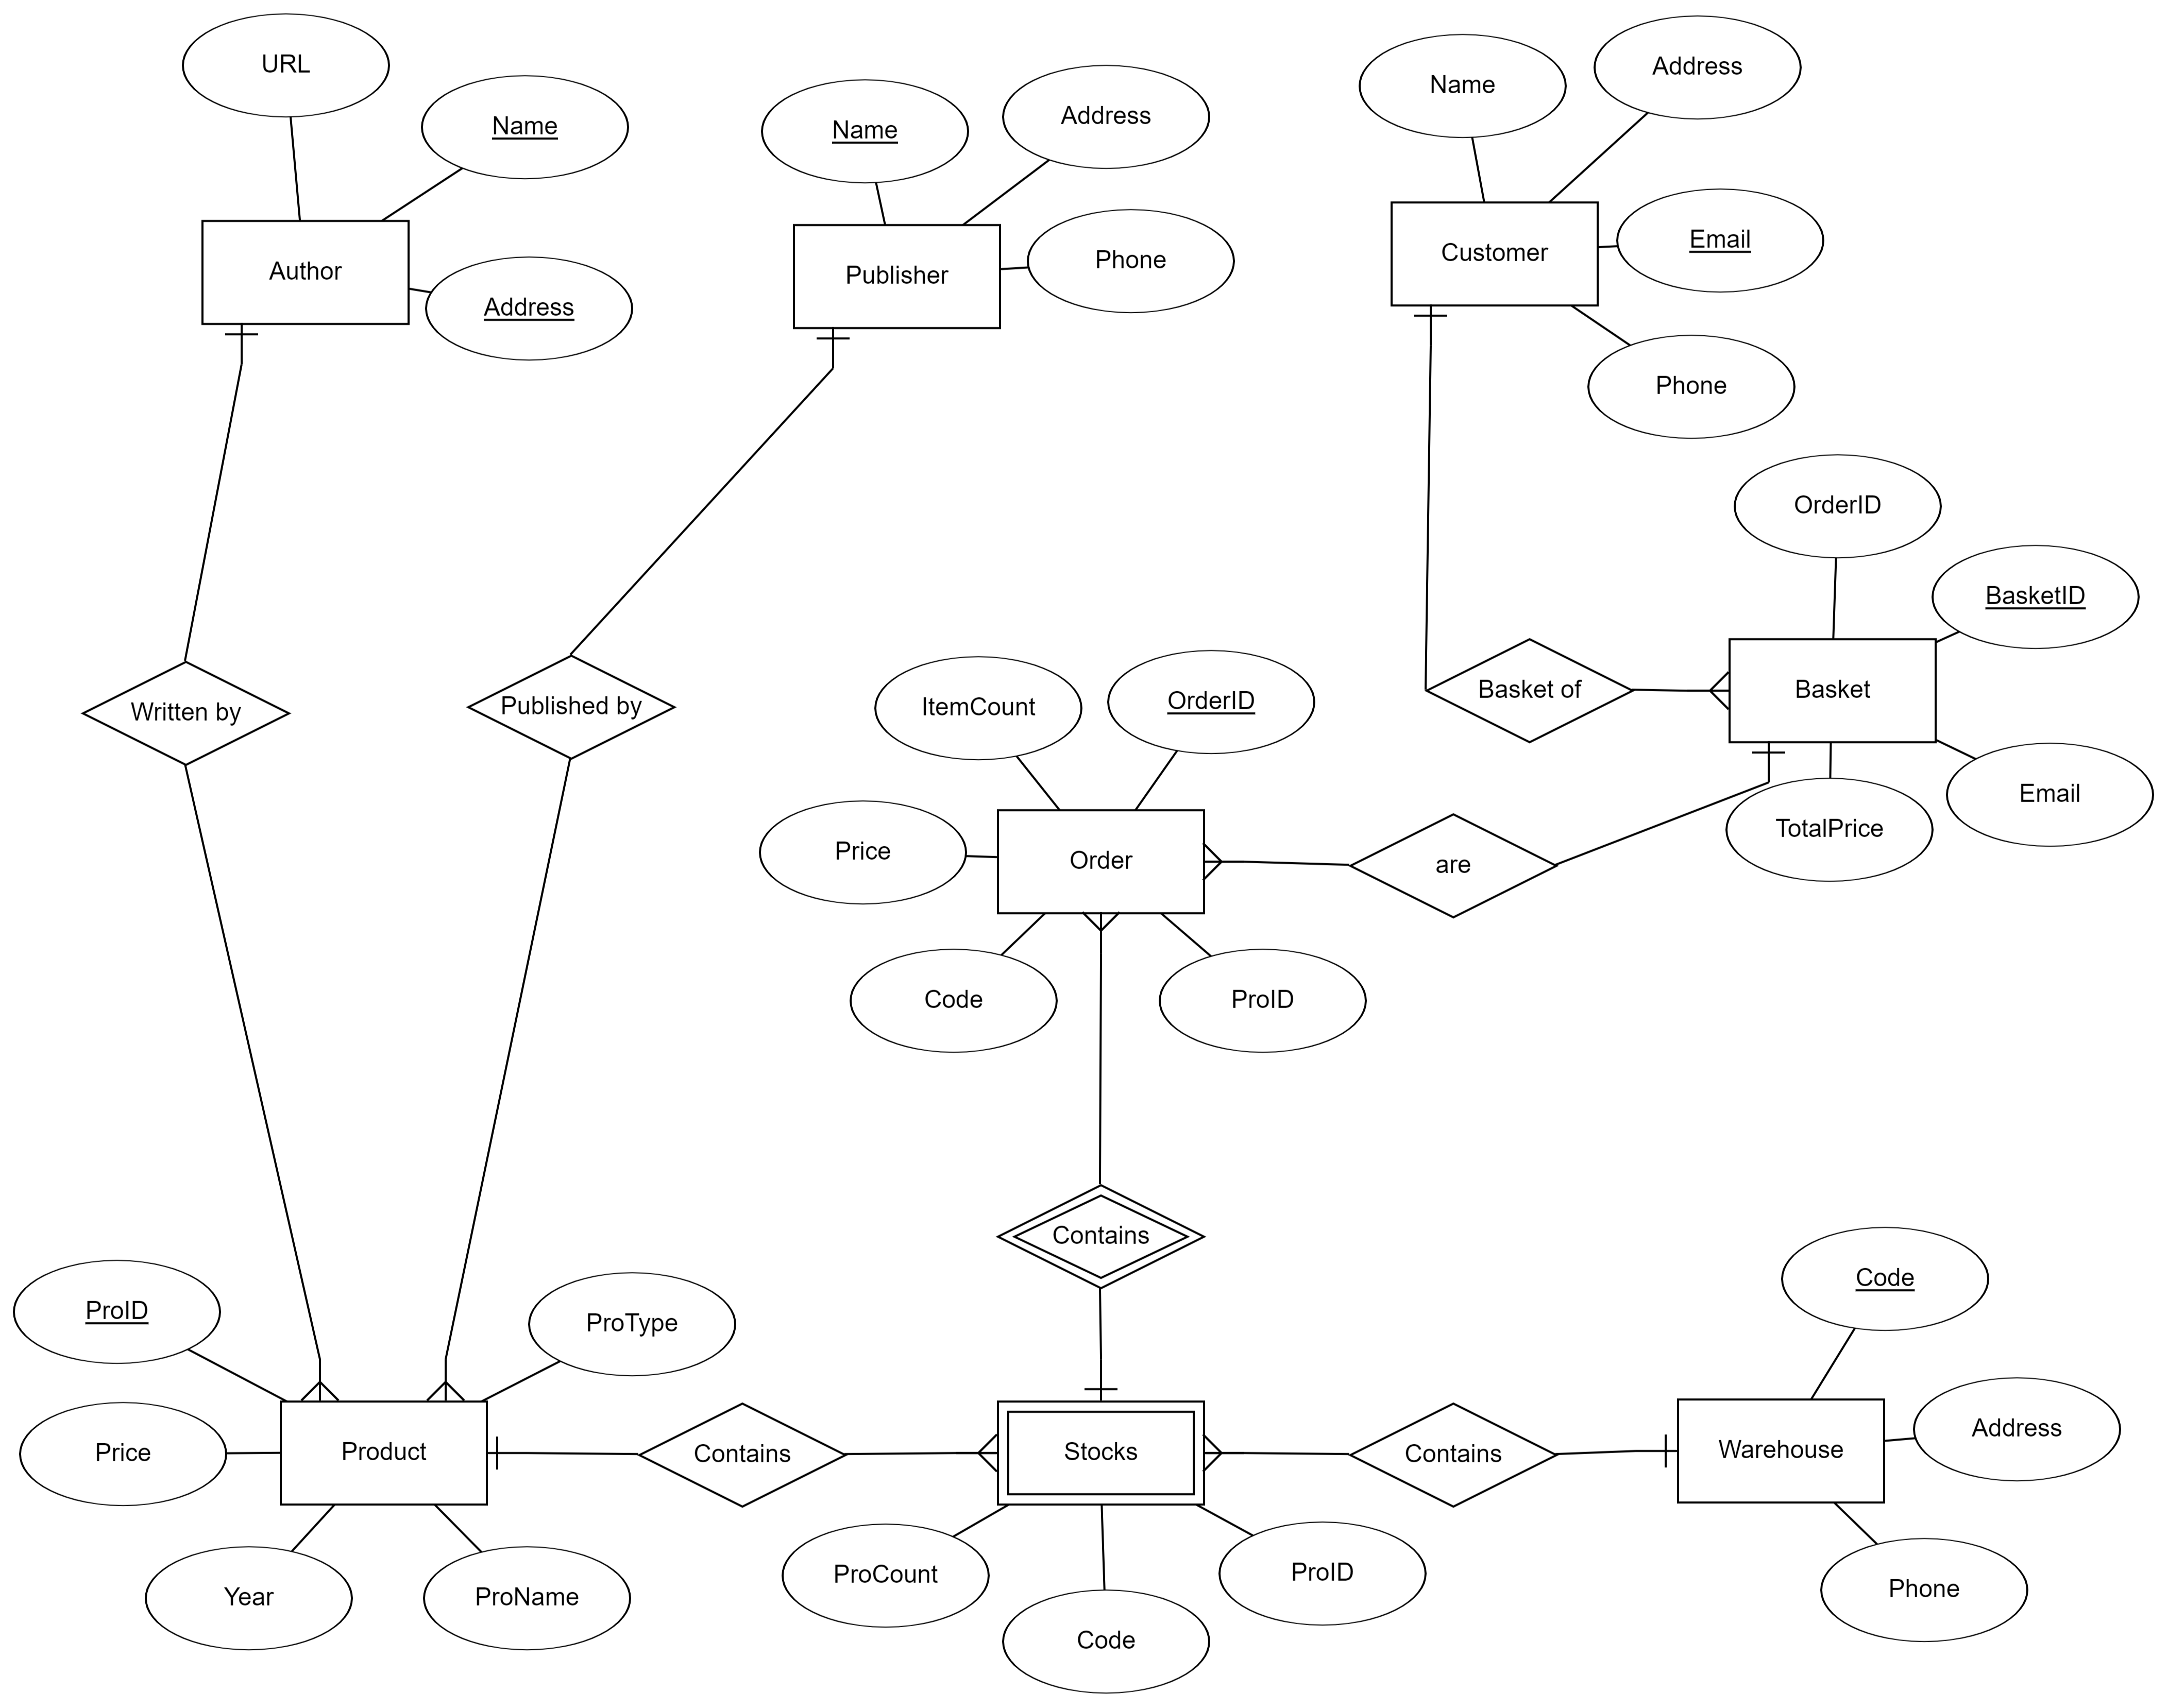 URL
Name
Address
Author
Name
Address
Phone
Publisher
Name
Address
Email
Phone
Customer
OrderID
BasketID
Basket of
Basket
Email
TotalPrice
Written by
Published by
ItemCount
OrderID
Price
Order
are
Code
ProID
Contains
ProID
ProType
Price
Product
Contains
Stocks
Contains
Warehouse
Code
Address
Phone
Year
ProName
ProCount
Code
ProID